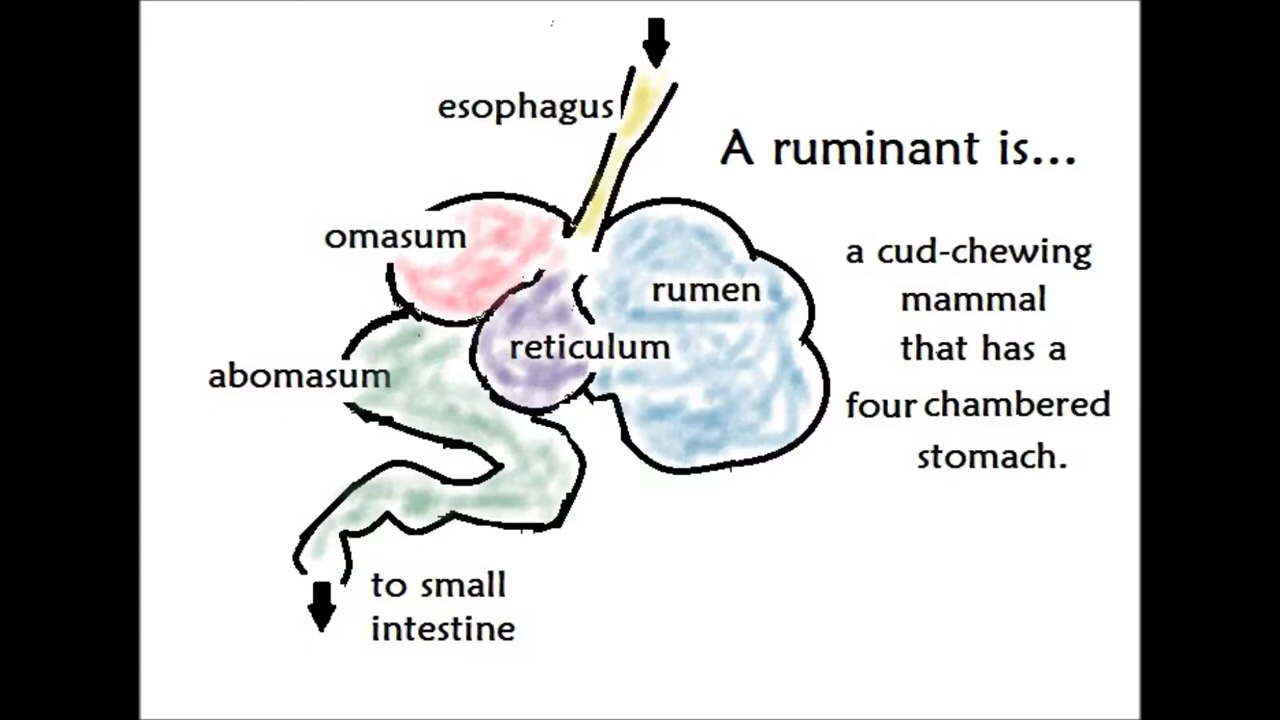 esophagus
A ruminant is...
omasum
rumen
reticulum
abomasum
a cud-chewing
mammal
that has a
four chambered
stomach.
to small
intestine